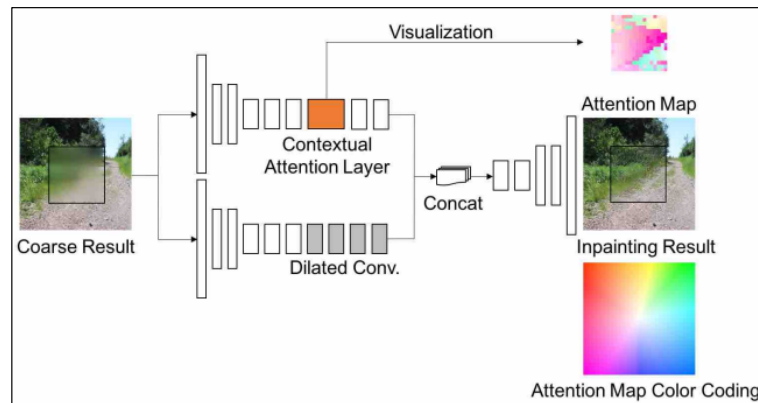 Visualization
Attention Map
Contextual
Attention Layer
Concat
Coarse Result
Dilated Conv.
Inpainting Result
Attention Map Color Coding